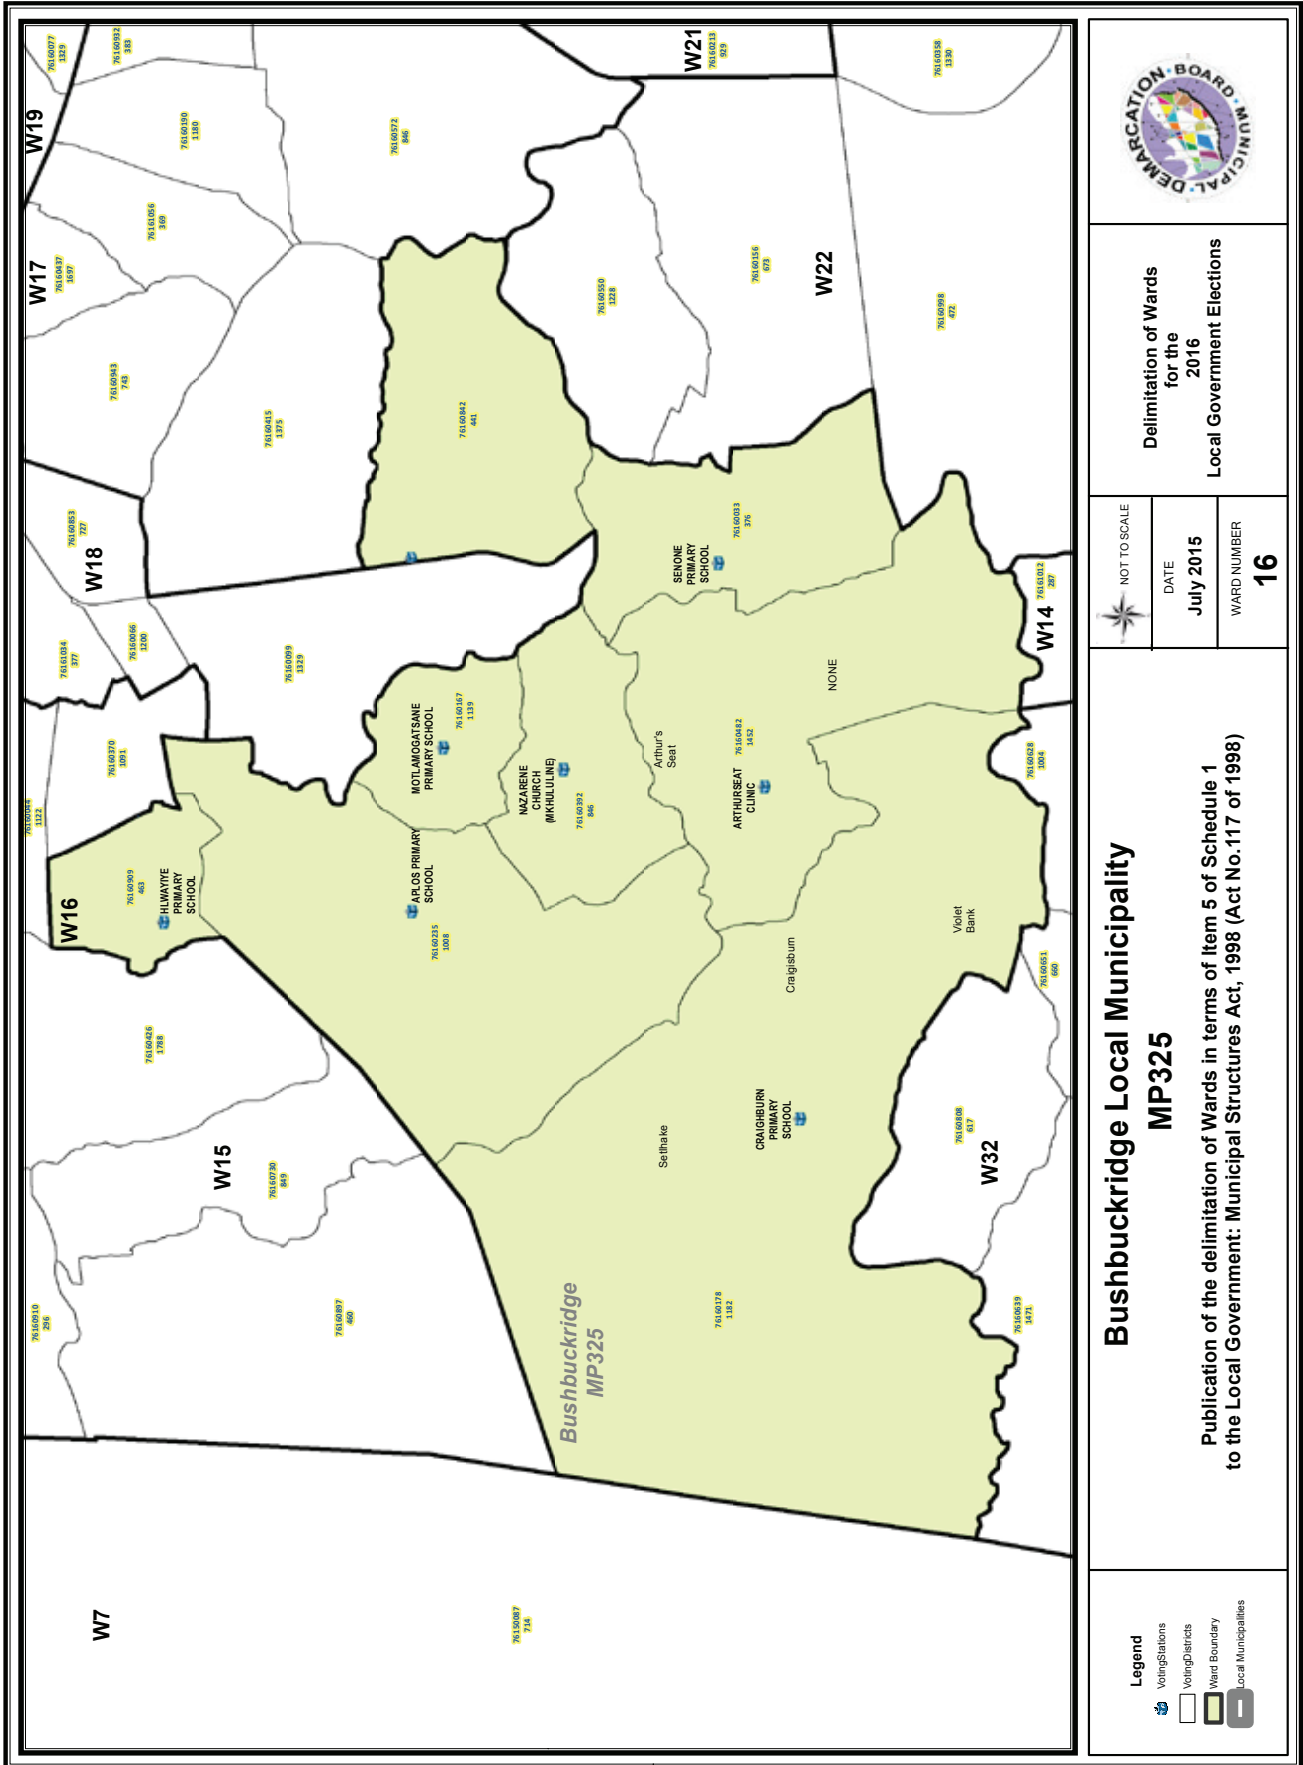 W7
76150087
714
76160910
296
76160897
460
W15
76160730
849
76160426
1788
Bushbuckridge
MP325
76160178
1182
Setlhake
CRAIGHBURN
PRIMARY
SCHOOL
Craigisburn
Violet
Bank
W32
76160808
617
76160639
1471
76160651
660
76160628
1004
W16
76160909
463
HLWAYIYE
PRIMARY
SCHOOL
76160044
1122
76160370
1091
APLOS PRIMARY
SCHOOL
76160235
1008
MOTLAMOGATSANE
PRIMARY SCHOOL
76160167
1139
NAZARENE
CHURCH
(MKHULULINE)
76160392
846
Arthur's
Seat
76160482
1452
ARTHURSEAT
CLINIC
NONE
SENONE
PRIMARY
SCHOOL
76160033
376
W14
76161012
287
76161034
377
76160066
1200
76160099
1329
W18
76160853
727
76160943
743
76160415
1375
76160842
441
W17
76160437
1697
76161056
369
W19
76160077
1329
76160932
383
76160190
1180
76160572
846
76160550
1228
76160156
673
W22
W21
76160213
929
76160358
1330
76160998
472
Legend
VotingStations
VotingDistricts
Ward Boundary
Local Municipalities
Bushbuckridge Local Municipality
MP325
Publication of the delimitation of Wards in terms of Item 5 of Schedule 1
to the Local Government: Municipal Structures Act, 1998 (Act No.117 of 1998)
NOT TO SCALE
DATE
July 2015
WARD NUMBER
16
Delimitation of Wards
for the
2016
Local Government Elections
MUNICIPAL • DEMARCATION • BOARD •